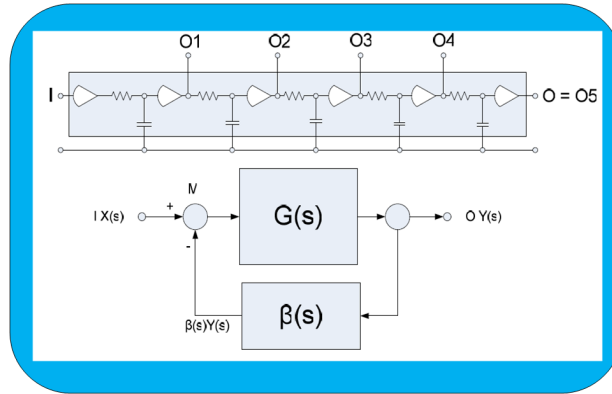 O1 O2 O3 O4
I O = O5
M
+
I X(s) G(s) O Y(s)
-
β(s)Y(s) β(s)